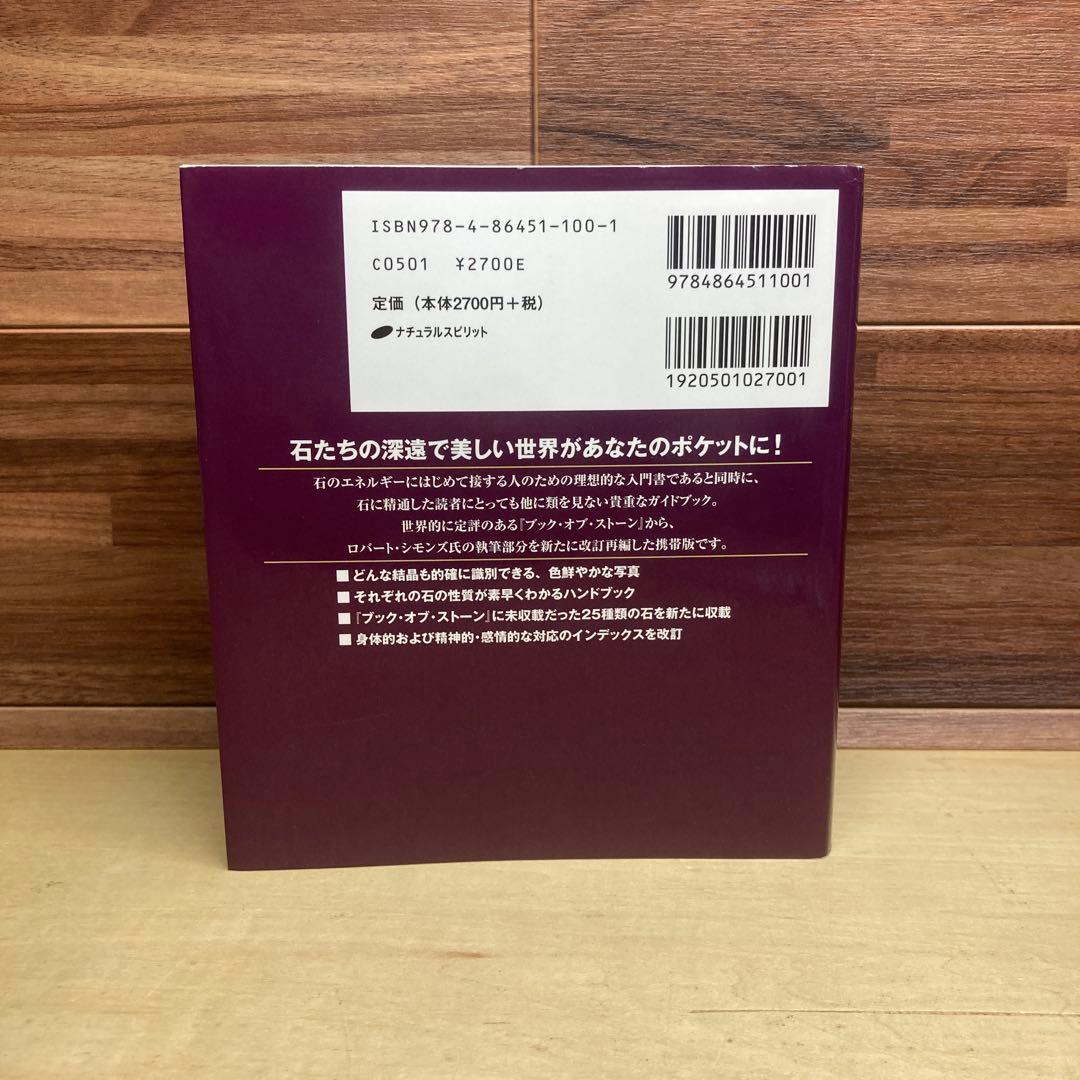 ISBN978-4-86451-100-1
C0501 ¥2700E
定価（本体2700円＋税）
ナチュラルスピリット
9784864511001
1920501027001
石たちの深遠で美しい世界があなたのポケットに！
石のエネルギーにはじめて接する人のための理想的な入門書であると同時に、
石に精通した読者にとっても他に類を見ない貴重なガイドブック。
世界的に定評のある『ブック・オブ・ストーン』から、
ロバート・シモンズ氏の執筆部分を新たに改訂再編した携帯版です。
■ どんな結晶も的確に識別できる、色鮮やかな写真
■ それぞれの石の性質が素早くわかるハンドブック
■ 『ブック・オブ・ストーン』に未収載だった25種類の石を新たに収載
■ 身体的および精神的・感情的な対応のインデックスを改訂